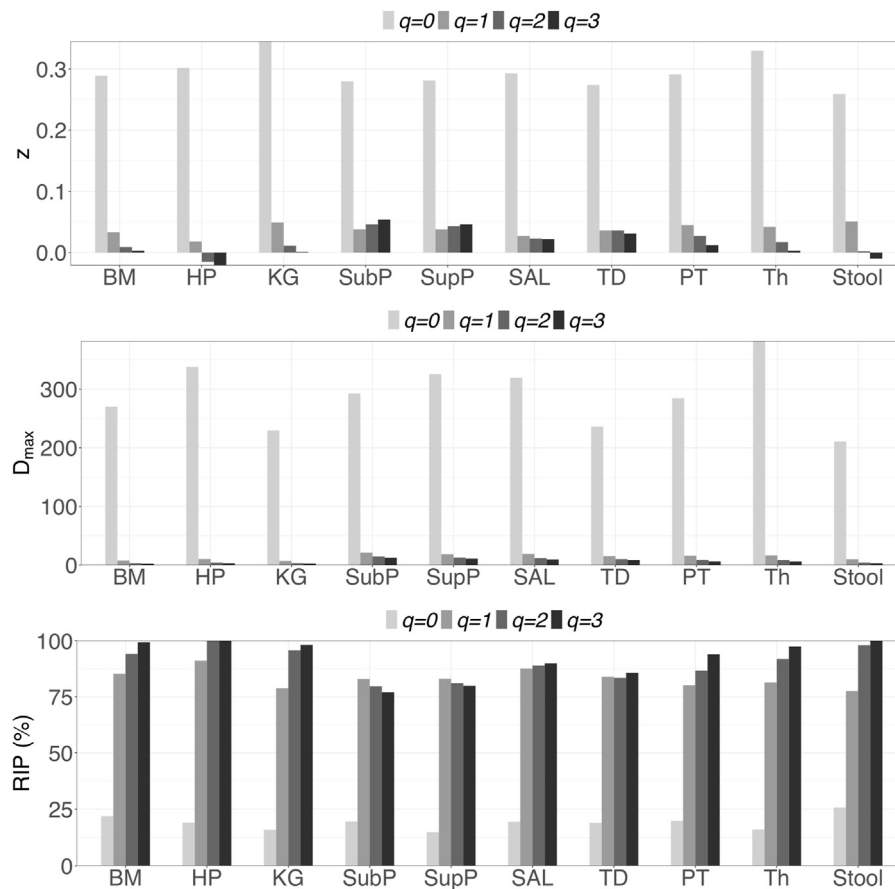 q=0 q=1 q=2 q=3
0.3
0.2
z
0.1
0.0
BM HP KG SubP SupP SAL TD PT Th Stool
q=0 q=1 q=2 q=3
300
200
Dmax
100
0
BM HP KG SubP SupP SAL TD PT Th Stool
q=0 q=1 q=2 q=3
100
75
RIP (%)
50
25
0
BM HP KG SubP SupP SAL TD PT Th Stool